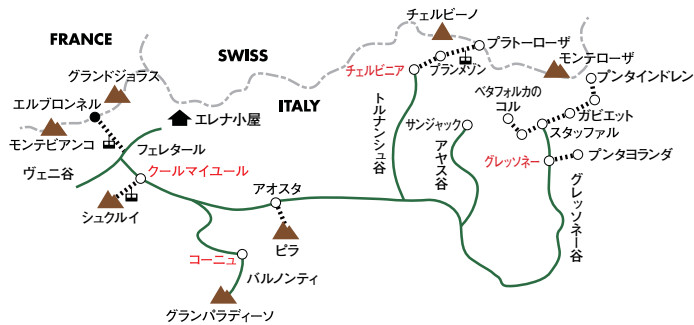 FRANCE
SWISS
ITALY
チェルビーノ
プラトーローザ
モンテローザ
チェルビニア
プランメゾン
プンタインドレン
ベタフォルカの
コル
ガビエット
スタッファル
グランドジョラス
エルブロンネル
エレナ小屋
モンテビアンコ
フェレタール
ヴェニ谷
クールマイユール
シュクルイ
アオスタ
ピラ
トルナンシュ谷
サンジャック
アヤス谷
グレッソネー
プンタヨランダ
グレッソネー谷
コーニュ
バルノンティ
グランパラディーソ